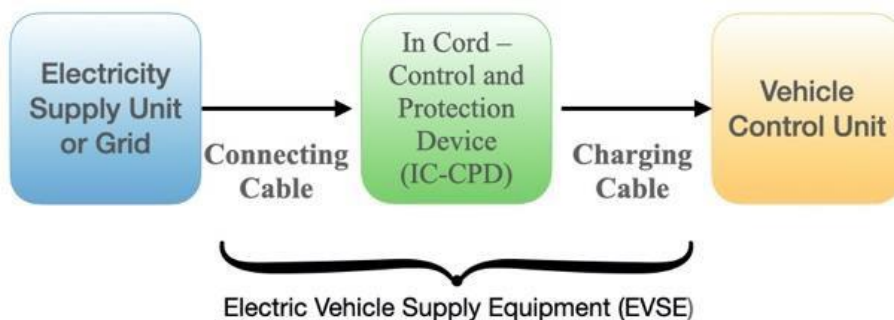 Electricity
Supply Unit
or Grid
Connecting
Cable
In Cord –
Control and
Protection
Device
(IC-CPD)
Charging
Cable
Vehicle
Control Unit
Electric Vehicle Supply Equipment (EVSE)